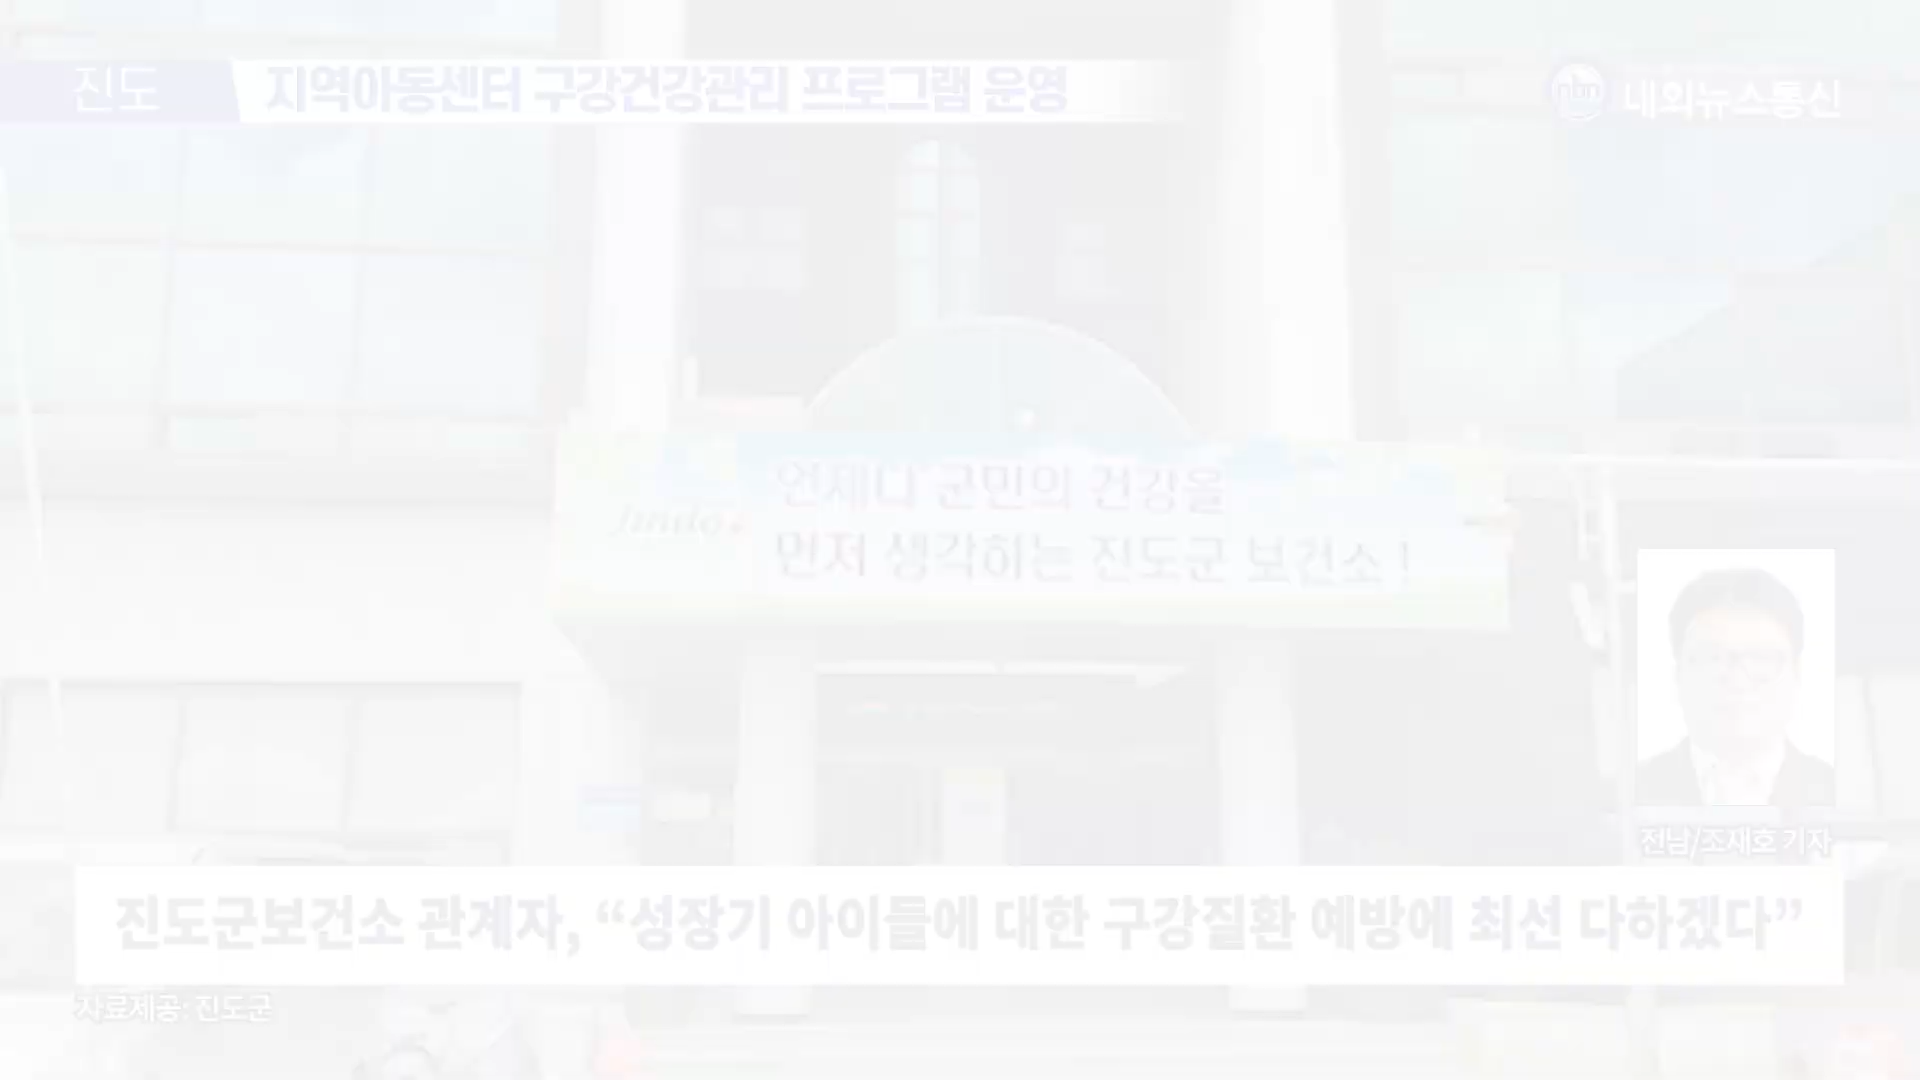 진도
지역아동센터 구강건강관리 프로그램 운영
nbn 내외뉴스통신
언제나 군민의 건강을
Jindo
먼저 생각하는 진도군 보건소!
전남/조재호 기자
진도군보건소 관계자, “성장기 아이들에 대한 구강질환 예방에 최선 다하겠다”
자료제공: 진도군